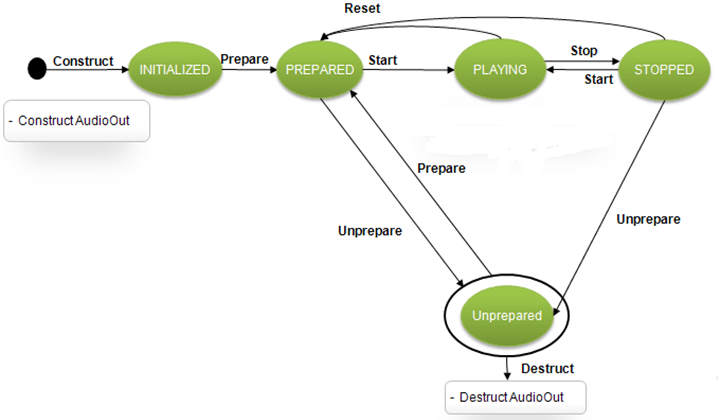 Reset
Construct
INITIALIZED
Prepare
PREPARED
Start
PLAYING
Stop
Start
STOPPED
- Construct AudioOut
Prepare
Unprepare
Unprepare
Unprepared
Destruct
- Destruct AudioOut